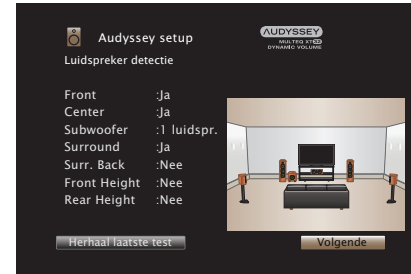 Audyssey setup
AUDYSSEY
MULTEQ XT32
DYNAMIC VOLUME
Luidspreker detectie
Front :Ja
Center :Ja
Subwoofer :1 luidspr.
Surround :Ja
Surr. Back :Nee
Front Height :Nee
Rear Height :Nee
Herhaal laatste test
Volgende